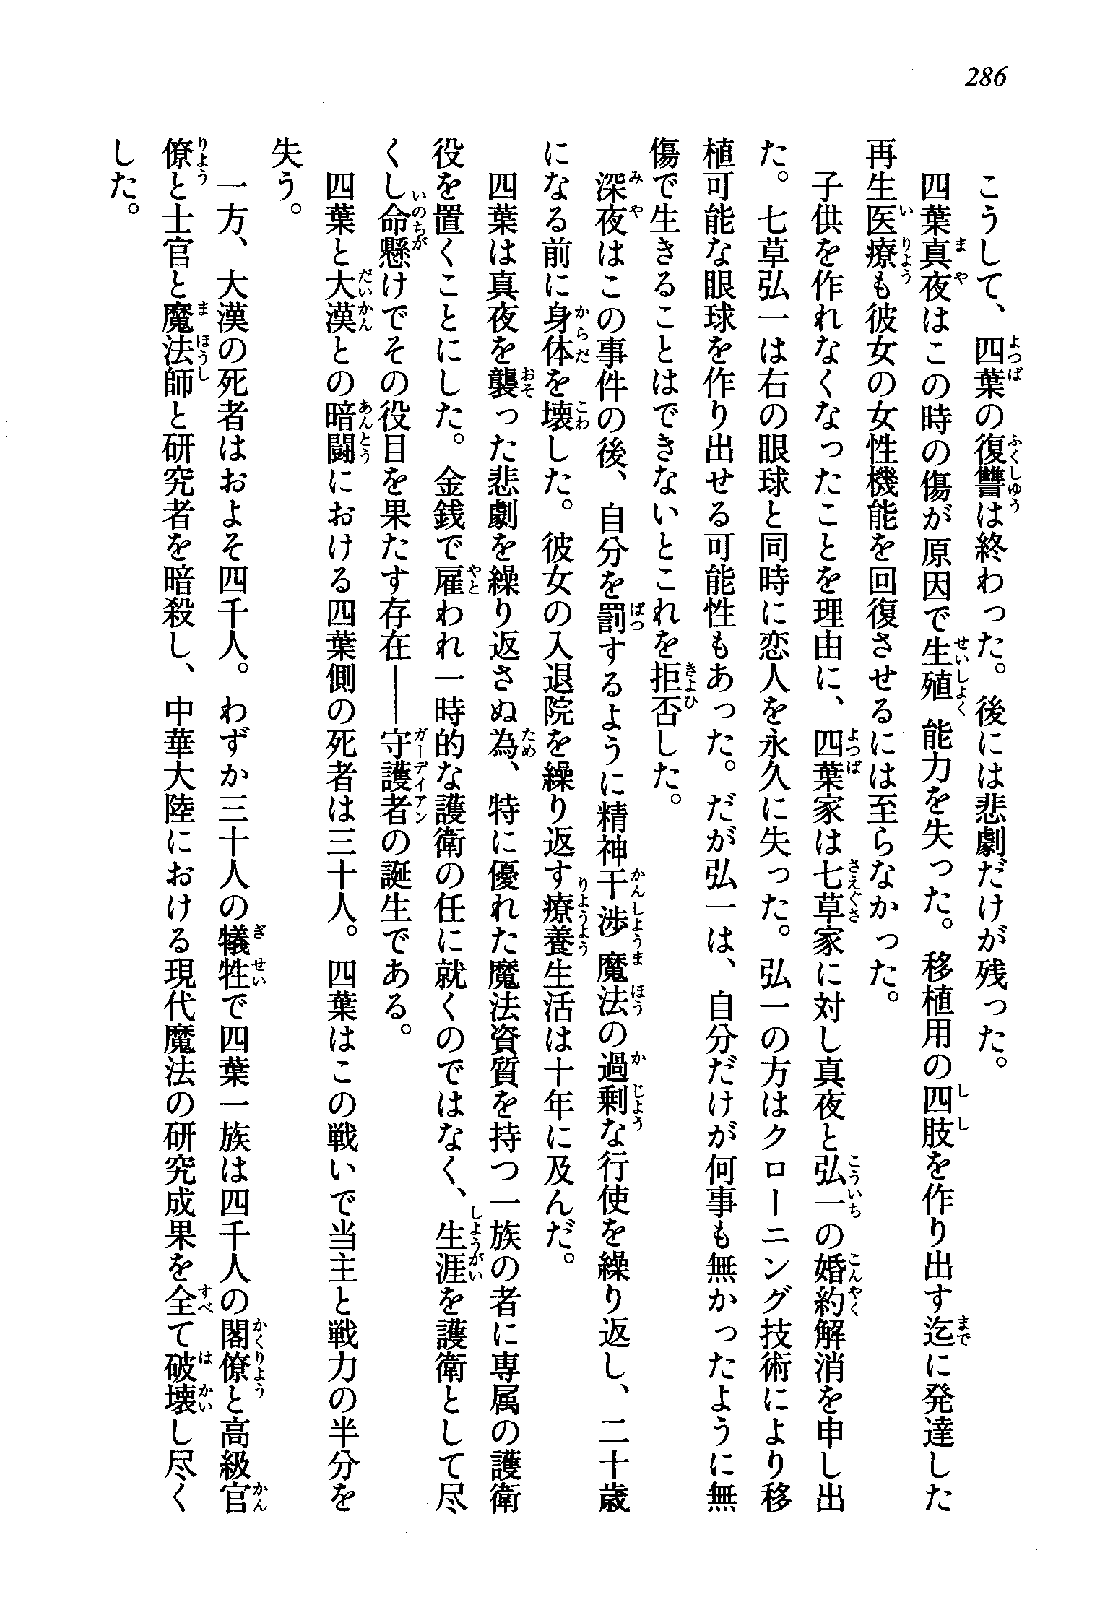 286
こうして、四葉の復讐は終わった。後には悲劇だけが残った。
四葉真夜はこの時の傷が原因で生殖能力を失った。移植用の四肢を作り出す迄に発達した
再生医療も彼女の女性機能を回復させるには至らなかった。
子供を作れなくなったことを理由に、四葉家は七草家に対し真夜と弘一の婚約解消を申し出
た。七草弘一は右の眼球と同時に恋人を永久に失った。弘一の方はクローニング技術により移
植可能な眼球を作り出せる可能性もあった。だが弘一は、自分だけが何事も無かったように無
傷で生きることはできないとこれを拒否した。
深夜はこの事件の後、自分を罰するように精神干渉魔法の過剰な行使を繰り返し、二十歳
になる前に身体を壊した。彼女の入退院を繰り返す療養生活は十年に及んだ。
四葉は真夜を襲った悲劇を繰り返さぬ為、特に優れた魔法資質を持つ一族の者に専属の護衛
役を置くことにした。金銭で雇われ一時的な護衛の任に就くのではなく、生涯を護衛として尽
くし命懸けでその役目を果たす存在――守護者の誕生である。
四葉と大漢との暗闘における四葉側の死者は三十人。四葉はこの戦いで当主と戦力の半分を
失う。
一方、大漢の死者はおよそ四千人。わずか三十人の犠牲で四葉一族は四千人の閣僚と高級官
僚と士官と魔法師と研究者を暗殺し、中華大陸における現代魔法の研究成果を全て破壊し尽く
した。